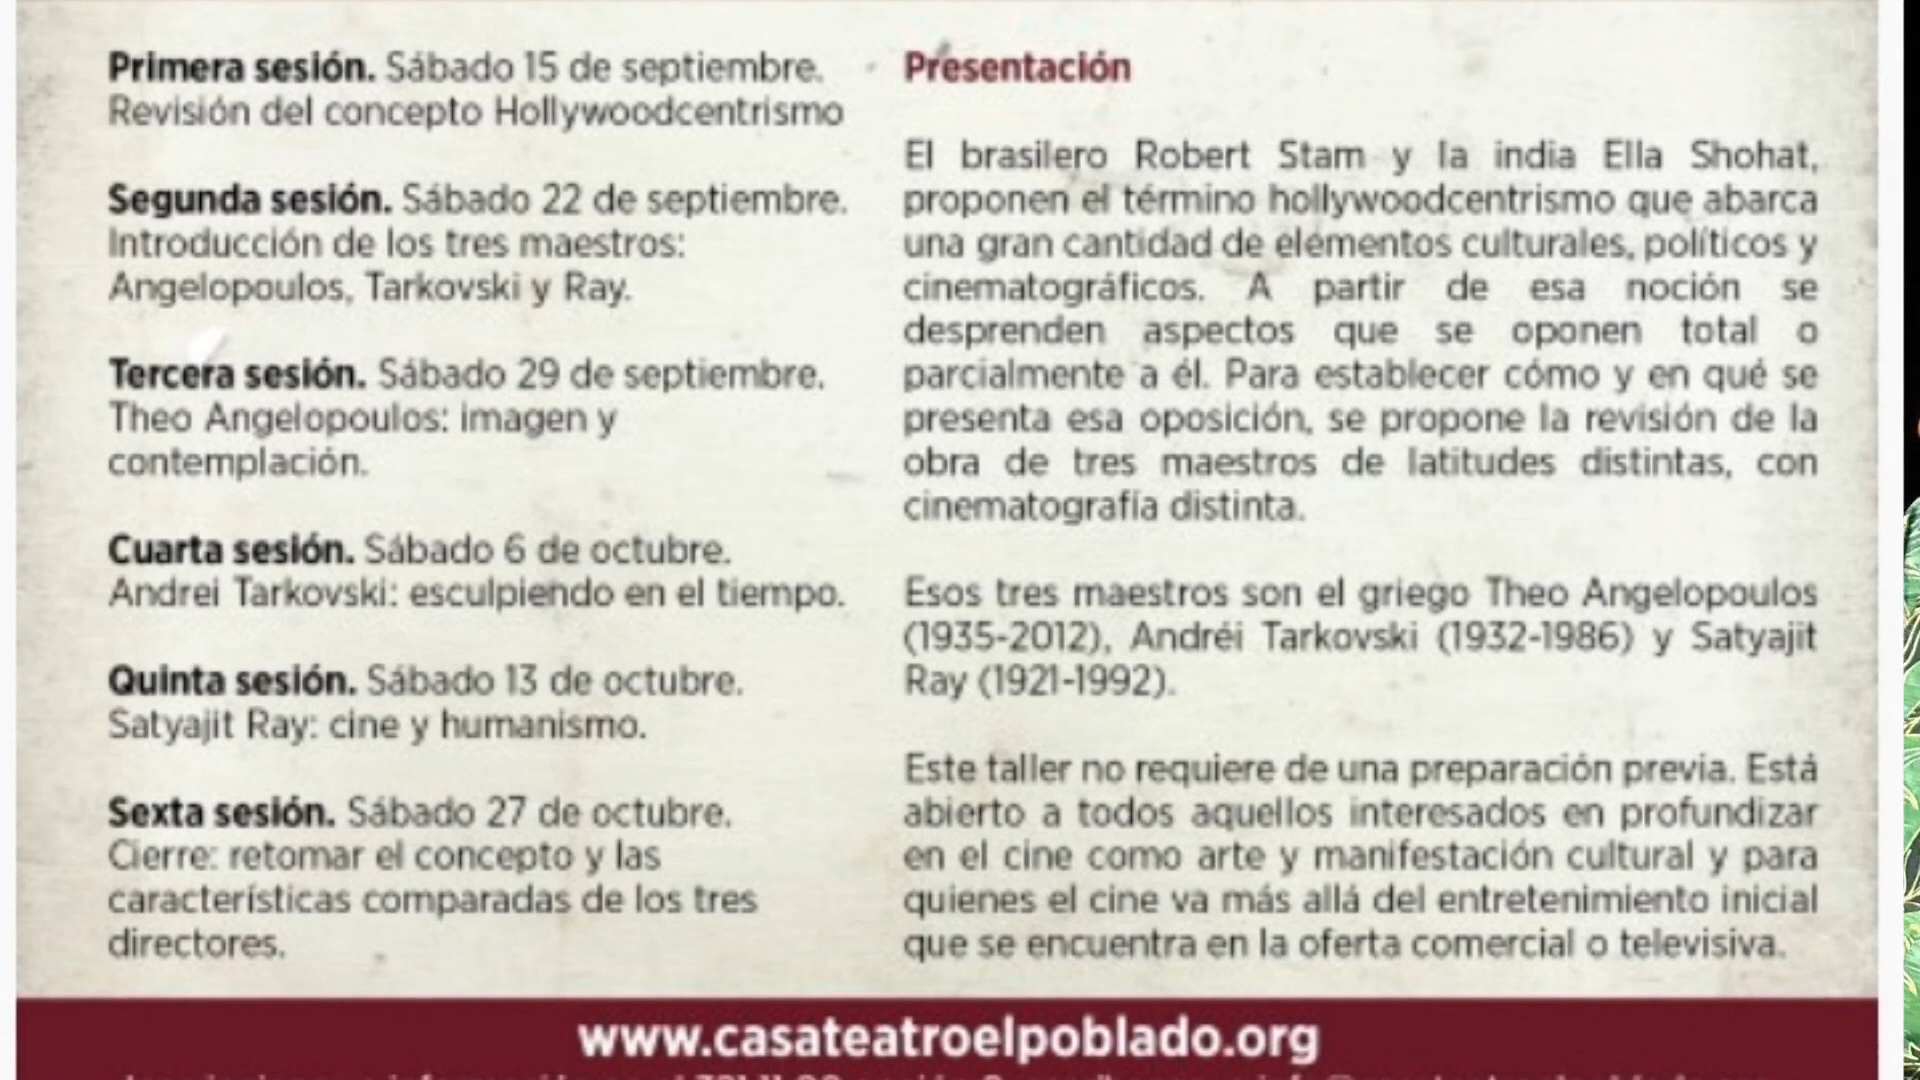 Primera sesión. Sábado 15 de septiembre.
Revisión del concepto Hollywoodcentrismo
Segunda sesión. Sábado 22 de septiembre.
Introducción de los tres maestros:
Angelopoulos, Tarkovski y Ray.
Tercera sesión. Sábado 29 de septiembre.
Theo Angelopoulos: imagen y
contemplación.
Cuarta sesión. Sábado 6 de octubre.
Andrei Tarkovski: esculpiendo en el tiempo.
Quinta sesión. Sábado 13 de octubre.
Satyajit Ray: cine y humanismo.
Sexta sesión. Sábado 27 de octubre.
Cierre: retomar el concepto y las
características comparadas de los tres
directores.
Presentación
El brasilero Robert Stam y la india Ella Shohat,
proponen el término hollywoodcentrismo que abarca
una gran cantidad de elementos culturales, políticos y
cinematográficos. A partir de esa noción se
desprenden aspectos que se oponen total o
parcialmente a él. Para establecer cómo y en qué se
presenta esa oposición, se propone la revisión de la
obra de tres maestros de latitudes distintas, con
cinematografía distinta.
Esos tres maestros son el griego Theo Angelopoulos
(1935-2012), Andréi Tarkovski (1932-1986) y Satyajit
Ray (1921-1992).
Este taller no requiere de una preparación previa. Está
abierto a todos aquellos interesados en profundizar
en el cine como arte y manifestación cultural y para
quienes el cine va más allá del entretenimiento inicial
que se encuentra en la oferta comercial o televisiva.
www.casateatroelpoblado.org